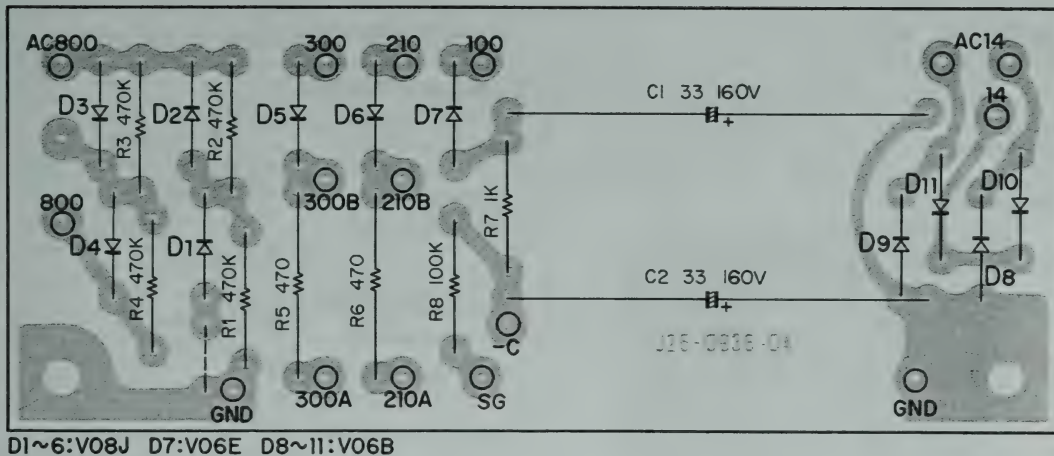 AC800
300
210
100
AC14
D3
R3 470K
D2
R2 470K
D5
D6
D7
C1 33 160V
+
14
300B
210B
800
D4
R4 470K
D1
R1 470K
R5 470
R6 470
R8 100K
R7 1K
C2 33 160V
+
D11
D10
D9
D8
-C
GND
300A
210A
SG
GND
D1~6:V08J D7:V06E D8~11:V06B